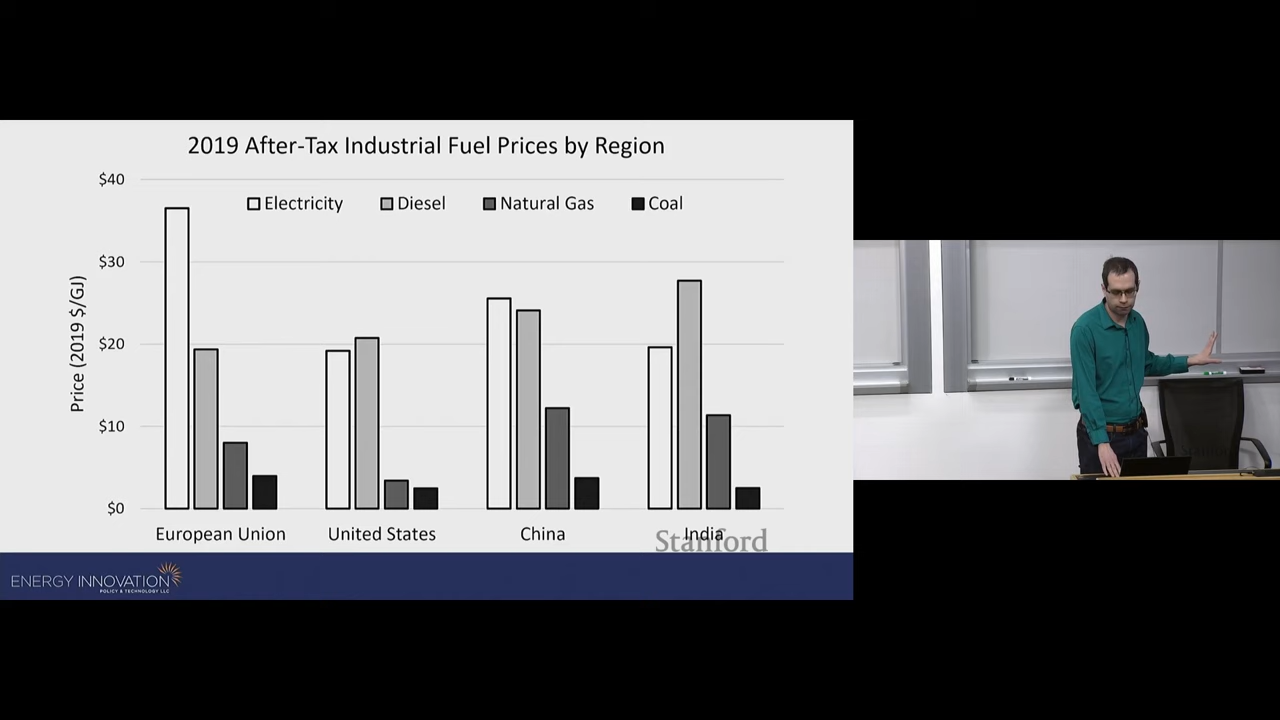 2019 After-Tax Industrial Fuel Prices by Region
Price (2019 $/GJ)
$40
$30
$20
$10
$0
Electricity Diesel Natural Gas Coal
European Union United States China India
Stanford
ENERGY INNOVATION
POLICY & TECHNOLOGY LLC